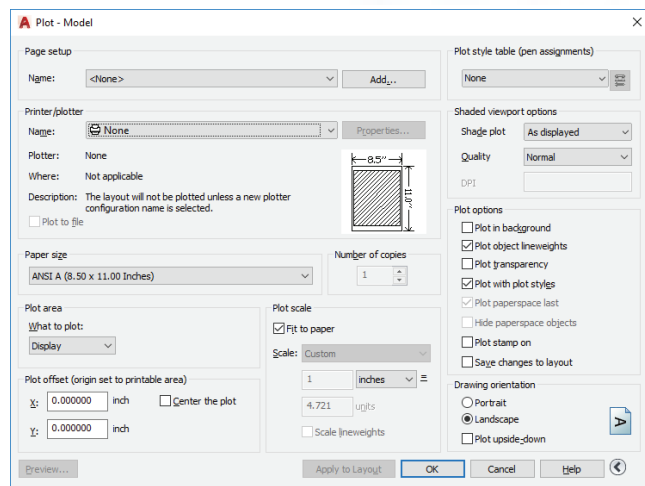 Plot - Model
Page setup
Name: <None> Add...
Printer/plotter
Name: None Properties...
Plotter: None
Where: Not applicable
Description: The layout will not be plotted unless a new plotter
configuration name is selected.
Plot to file
8.5″
11.0″
Paper size
ANSI A (8.50 x 11.00 Inches)
Number of copies
1
Plot area
What to plot:
Display
Plot offset (origin set to printable area)
X: 0.000000 inch Center the plot
Y: 0.000000 inch
Plot scale
Fit to paper
Scale: Custom
1 inches =
4.721 units
Scale lineweights
Plot style table (pen assignments)
None
Shaded viewport options
Shade plot As displayed
Quality Normal
DPI
Plot options
Plot in background
Plot object lineweights
Plot transparency
Plot with plot styles
Plot paperspace last
Hide paperspace objects
Plot stamp on
Save changes to layout
Drawing orientation
Portrait
Landscape
Plot upside-down
A
Preview... Apply to Layout OK Cancel Help